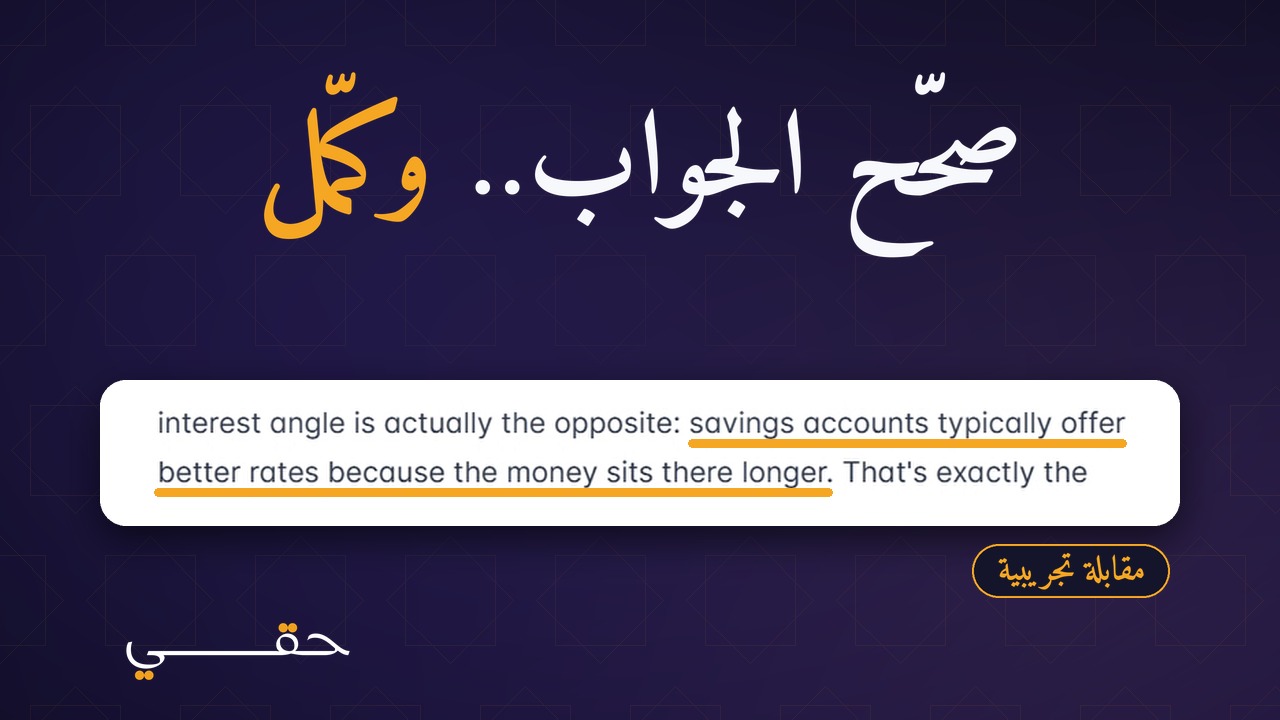 صحّح الجواب.. وكمّل
interest angle is actually the opposite: savings accounts typically offer
better rates because the money sits there longer. That's exactly the
مقابلة تجريبية
حقـــي